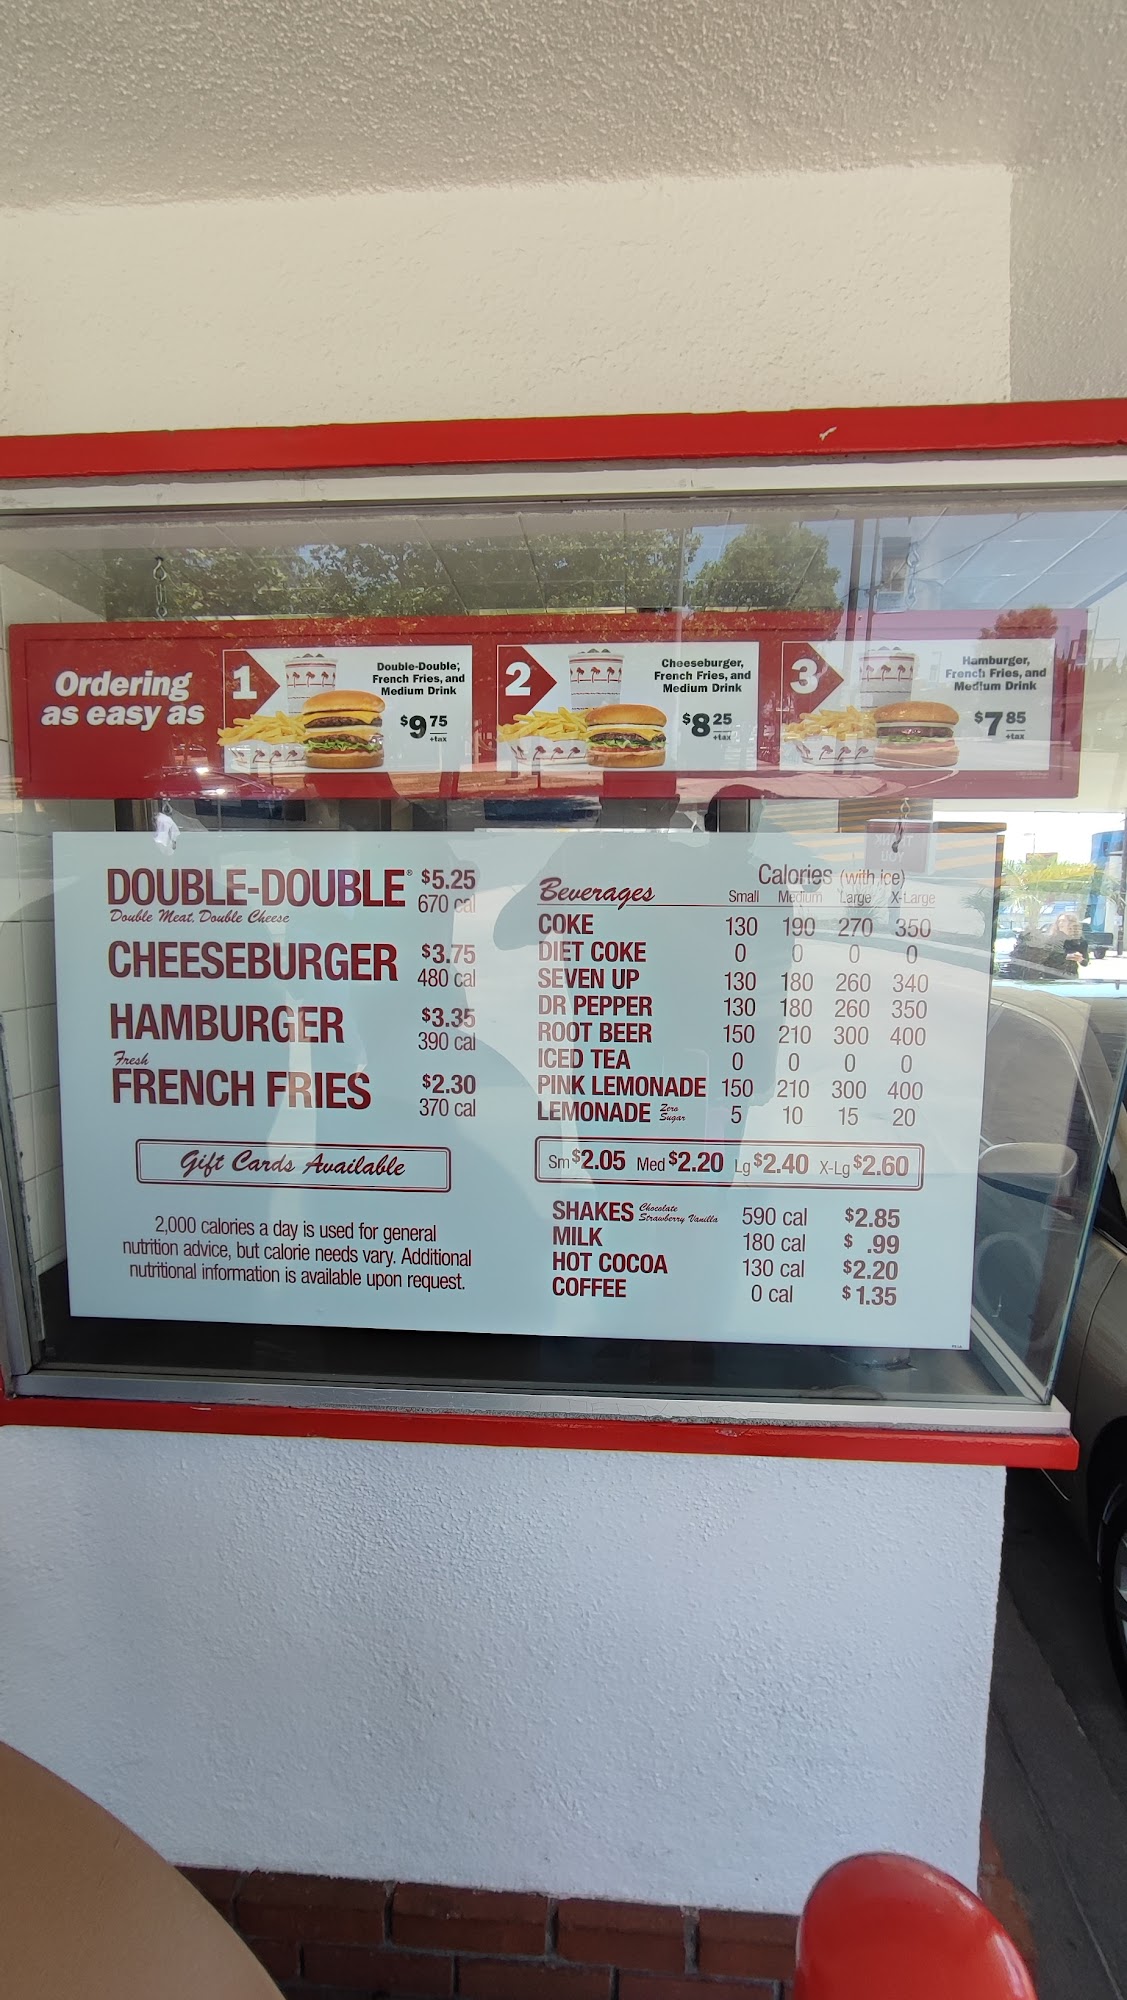 Ordering
as easy as
1
Double-Double,
French Fries, and
Medium Drink
$9 75
+tax
2
Cheeseburger,
French Fries, and
Medium Drink
$8 25
+tax
3
Hamburger,
French Fries, and
Medium Drink
$7 85
+tax
DOUBLE-DOUBLE® $5.25
Double Meat, Double Cheese 670 cal
CHEESEBURGER $3.75
480 cal
HAMBURGER $3.35
390 cal
Fresh
FRENCH FRIES $2.30
370 cal
Gift Cards Available
2,000 calories a day is used for general
nutrition advice, but calorie needs vary. Additional
nutritional information is available upon request.
Calories (with ice)
Beverages Small Medium Large X-Large
COKE 130 190 270 350
DIET COKE 0 0 0 0
SEVEN UP 130 180 260 340
DR PEPPER 130 180 260 350
ROOT BEER 150 210 300 400
ICED TEA 0 0 0 0
PINK LEMONADE 150 210 300 400
LEMONADE Zero Sugar 5 10 15 20
Sm $2.05 Med $2.20 Lg $2.40 X-Lg $2.60
SHAKES Chocolate Strawberry Vanilla 590 cal $2.85
MILK 180 cal $ .99
HOT COCOA 130 cal $2.20
COFFEE 0 cal $1.35